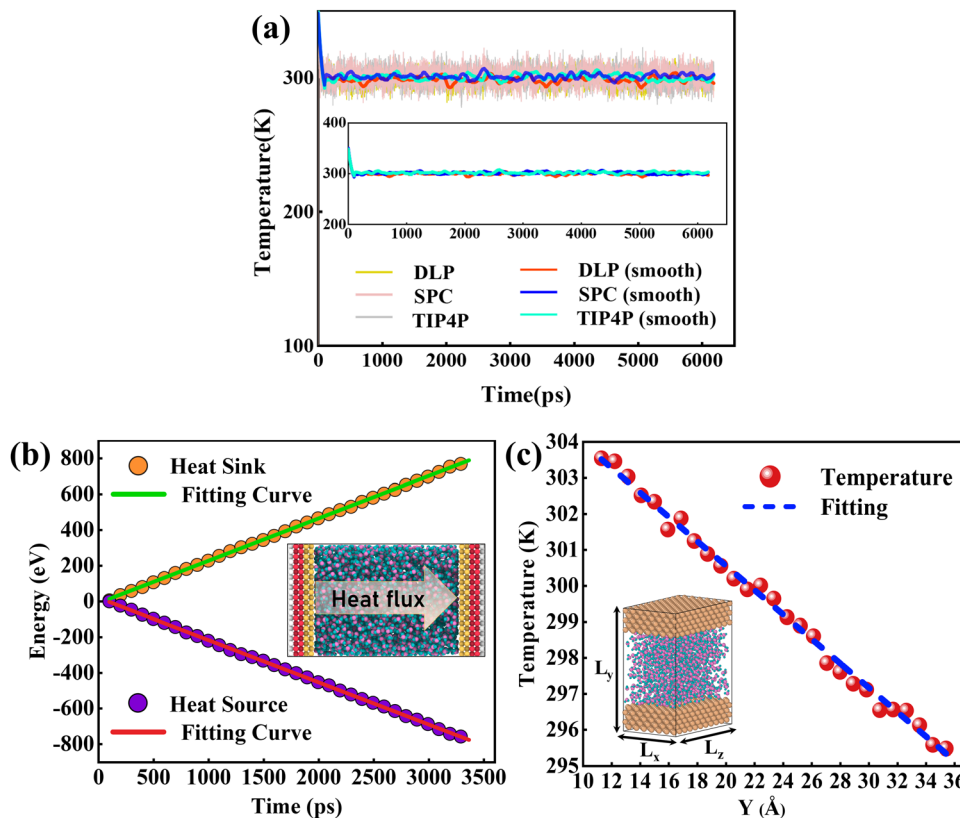 (a)
Temperature(K)
300
200
100
400
300
200
0 1000 2000 3000 4000 5000 6000
DLP
SPC
TIP4P
DLP (smooth)
SPC (smooth)
TIP4P (smooth)
0 1000 2000 3000 4000 5000 6000
Time(ps)
(b)
Energy (eV)
800
600
400
200
0
-200
-400
-600
-800
Heat Sink
Fitting Curve
Heat flux
Heat Source
Fitting Curve
0 500 1000 1500 2000 2500 3000 3500
Time (ps)
(c)
Temperature (K)
304
303
302
301
300
299
298
297
296
295
Temperature
Fitting
Ly
Lx
Lz
10 12 14 16 18 20 22 24 26 28 30 32 34 36
Y (Å)